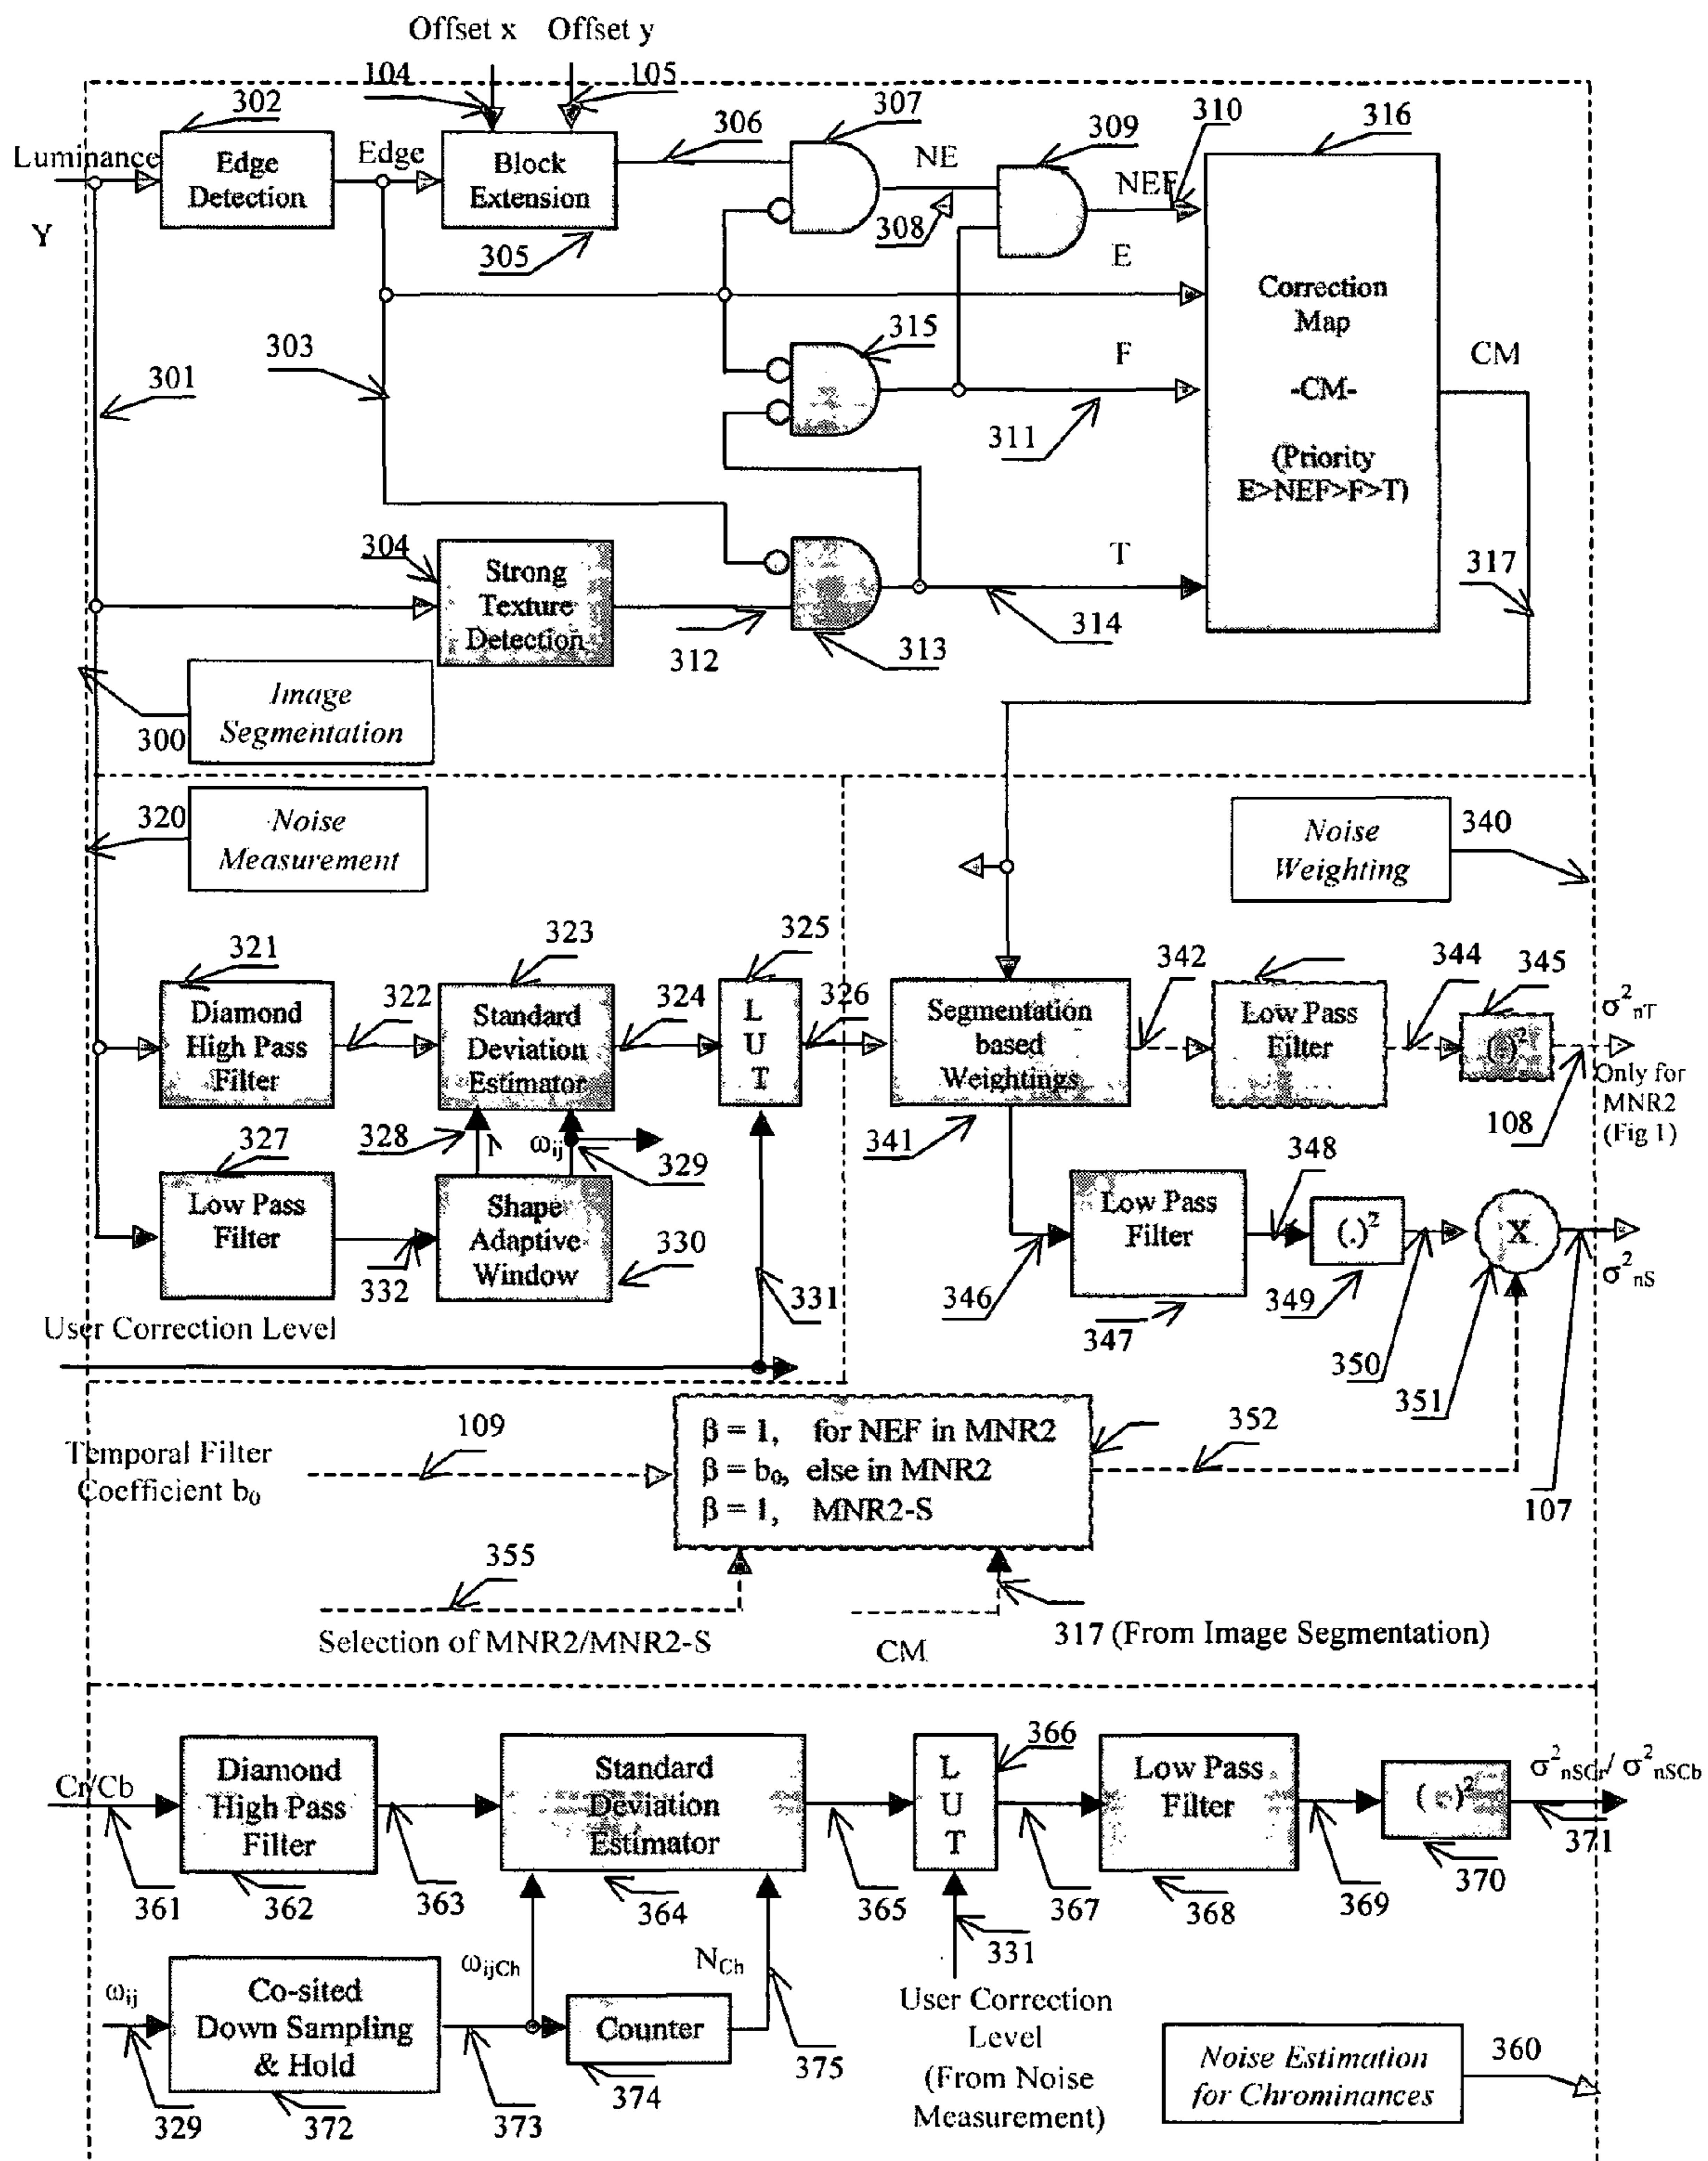 Offset x Offset y
104 105
302 306 307 309 310 316
Luminance Edge Detection Edge Block Extension NE NEF
Y
305 308
E
Correction Map
-CM-
(Priority E>NEF>F>T)
303 315 F CM
301
311
304 Strong Texture Detection T 317
312 313 314
300 Image Segmentation
320 Noise Measurement
Noise Weighting 340
321 323 325
322 324 326 342 344 345
Diamond High Pass Filter
Standard Deviation Estimator
L U T
Segmentation based Weightings
Low Pass Filter
( )²
σ²nT
Only for MNR2 (Fig 1)
108
327 328 ωij 329 341 348
Low Pass Filter
Shape Adaptive Window
330
332 331
Low Pass Filter
(.)²
X
σ²nS
346 347 349 350 351
User Correction Level
109
Temporal Filter Coefficient b₀
β = 1, for NEF in MNR2
β = b₀, else in MNR2
β = 1, MNR2-S
352
107
355
Selection of MNR2/MNR2-S
CM
317 (From Image Segmentation)
Cr/Cb
Diamond High Pass Filter
Standard Deviation Estimator
L U T
366
Low Pass Filter
( . )²
σ²nSCr/ σ²nSCb
361 362 363 364 365 367 368 369 370 371
ωijCh NCh
331
ωij
Co-sited Down Sampling & Hold
Counter
User Correction Level
(From Noise Measurement)
329 372 373 374 375
Noise Estimation for Chrominances
360